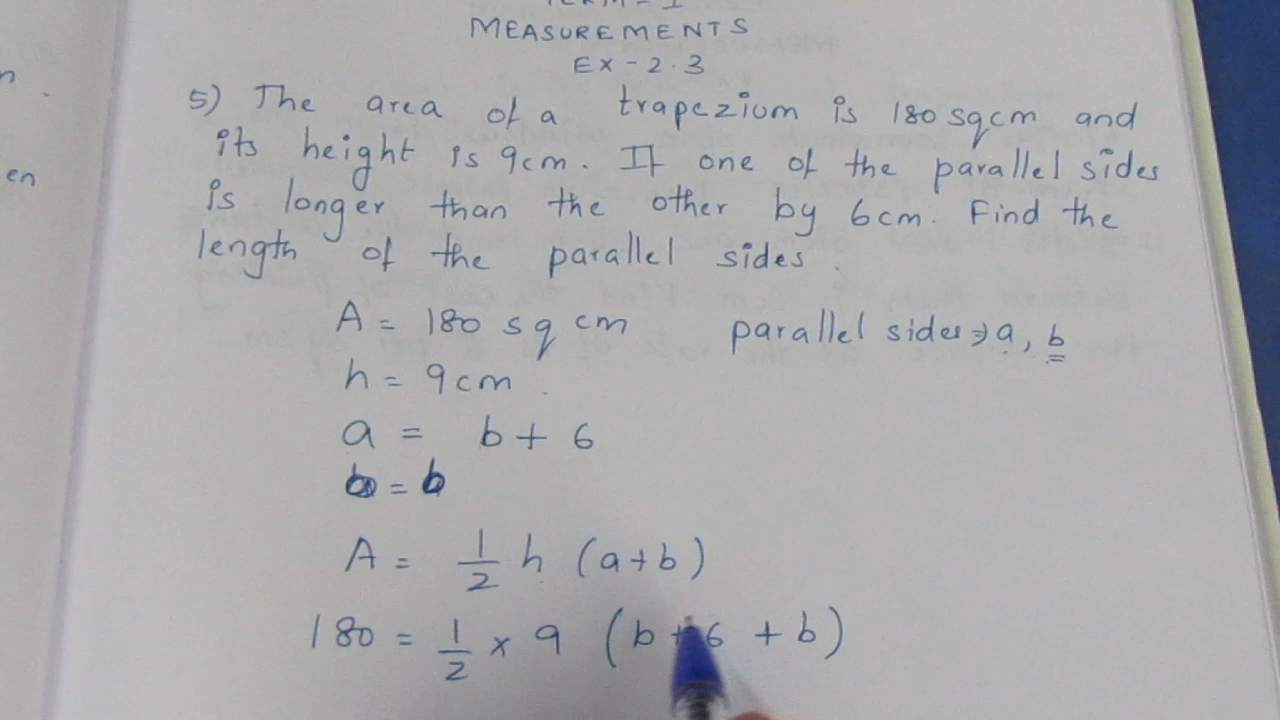 MEASUREMENTS
EX - 2.3
5) The area of a trapezium is 180 sqcm and
its height is 9cm. If one of the parallel sides
is longer than the other by 6cm. Find the
length of the parallel sides.
A = 180 sq cm parallel sides ⇒ a, b
h = 9cm.
a = b + 6
b = b
A = 1/2 h (a+b)
180 = 1/2 × 9 (b + 6 + b)
en